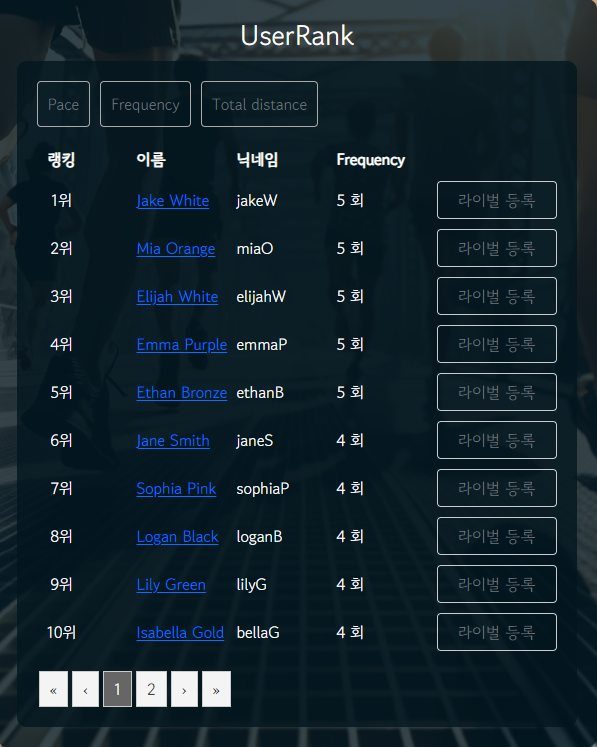 UserRank
Pace Frequency Total distance
랭킹 이름 닉네임 Frequency
1위 Jake White jakeW 5 회 라이벌 등록
2위 Mia Orange miaO 5 회 라이벌 등록
3위 Elijah White elijahW 5 회 라이벌 등록
4위 Emma Purple emmaP 5 회 라이벌 등록
5위 Ethan Bronze ethanB 5 회 라이벌 등록
6위 Jane Smith janeS 4 회 라이벌 등록
7위 Sophia Pink sophiaP 4 회 라이벌 등록
8위 Logan Black loganB 4 회 라이벌 등록
9위 Lily Green lilyG 4 회 라이벌 등록
10위 Isabella Gold bellaG 4 회 라이벌 등록
« ‹ 1 2 › »